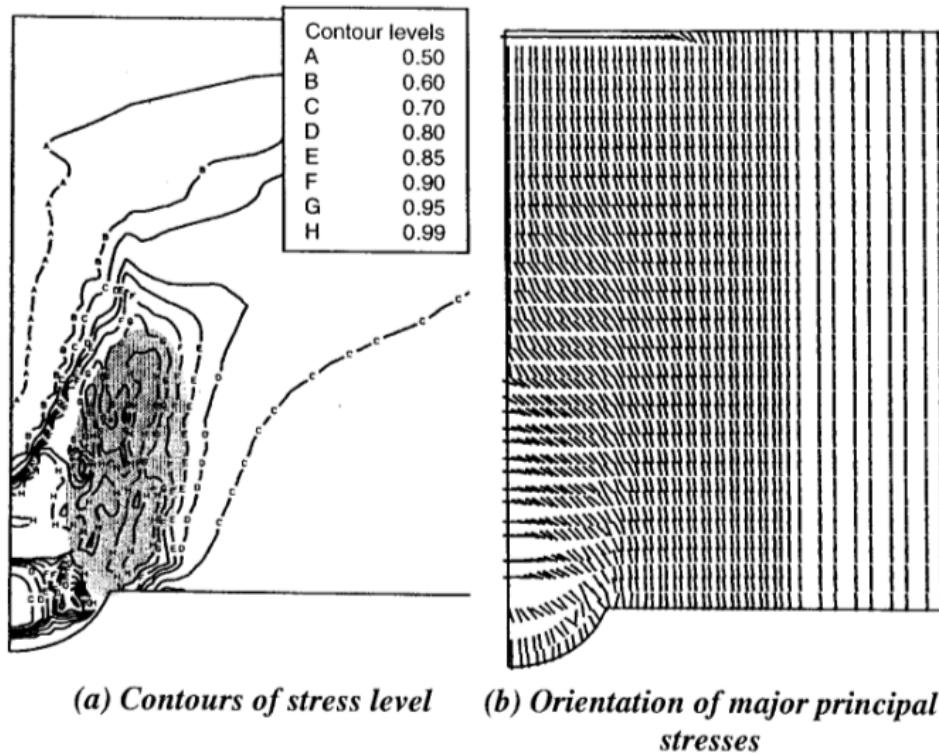 Contour levels
A 0.50
B 0.60
C 0.70
D 0.80
E 0.85
F 0.90
G 0.95
H 0.99
(a) Contours of stress level
(b) Orientation of major principal
stresses